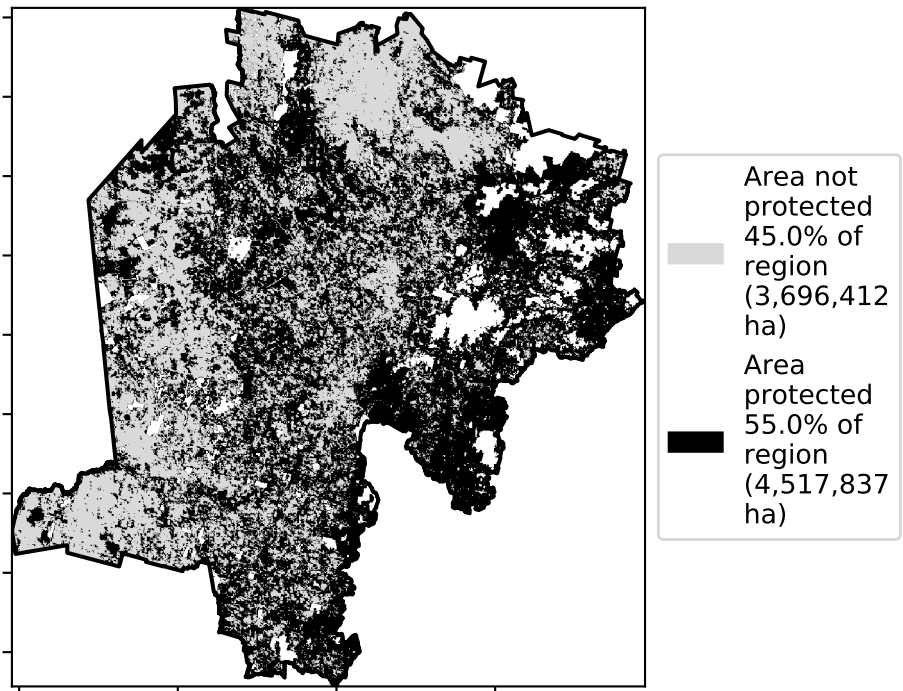 Area not
protected
45.0% of
region
(3,696,412
ha)
Area
protected
55.0% of
region
(4,517,837
ha)